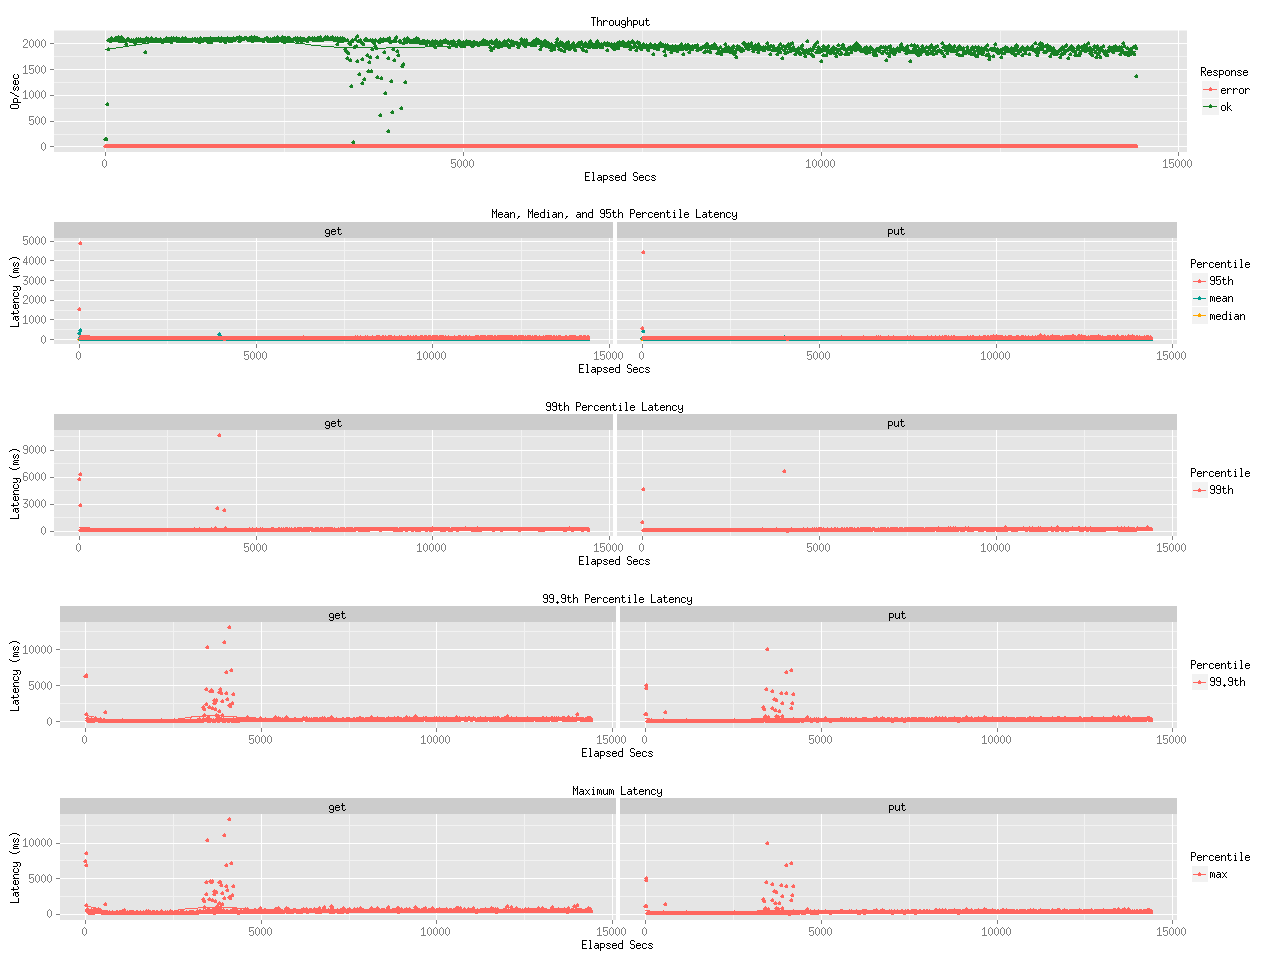 Throughput
2000
1500
1000
500
0
Op/sec
0 5000 10000 15000
Elapsed Secs
Response
error
ok
Mean, Median, and 95th Percentile Latency
get put
5000
4000
3000
2000
1000
0
Latency (ms)
0 5000 10000 15000 0 5000 10000 15000
Elapsed Secs
Percentile
95th
mean
median
99th Percentile Latency
get put
9000
6000
3000
0
Latency (ms)
0 5000 10000 15000 0 5000 10000 15000
Elapsed Secs
Percentile
99th
99.9th Percentile Latency
get put
10000
5000
0
Latency (ms)
0 5000 10000 15000 0 5000 10000 15000
Elapsed Secs
Percentile
99.9th
Maximum Latency
get put
10000
5000
0
Latency (ms)
0 5000 10000 15000 0 5000 10000 15000
Elapsed Secs
Percentile
max